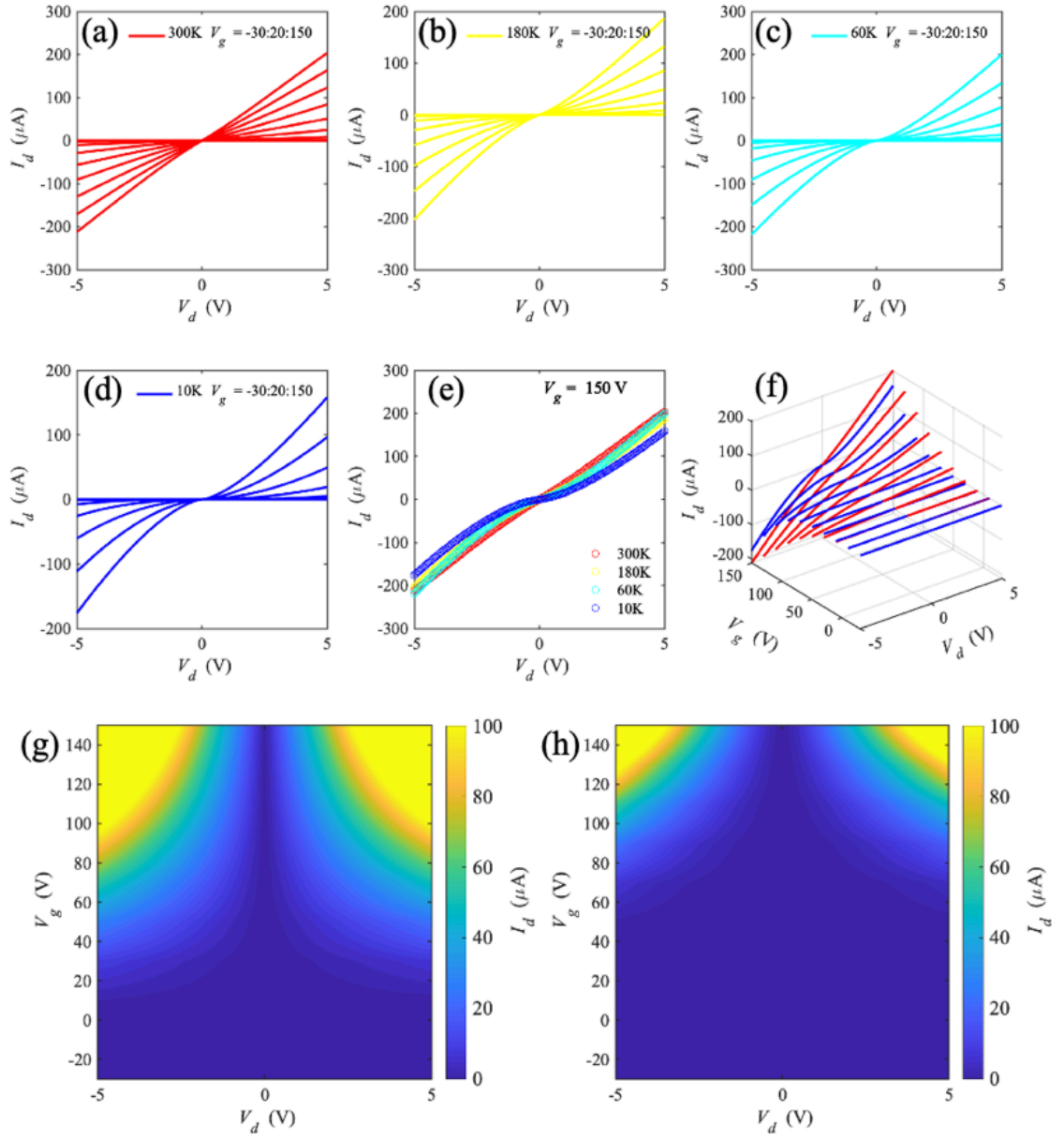 (a)
300K V_g = -30:20:150
300
200
100
0
-100
-200
-300
I_d (μA)
-5 0 5
V_d (V)
(b)
180K V_g = -30:20:150
200
100
0
-100
-200
-300
I_d (μA)
-5 0 5
V_d (V)
(c)
60K V_g = -30:20:150
300
200
100
0
-100
-200
-300
I_d (μA)
-5 0 5
V_d (V)
(d)
10K V_g = -30:20:150
200
100
0
-100
-200
I_d (μA)
-5 0 5
V_d (V)
(e)
V_g = 150 V
300
200
100
0
-100
-200
-300
I_d (μA)
300K
180K
60K
10K
-5 0 5
V_d (V)
(f)
200
100
0
-100
-200
I_d (μA)
150
100
50
0
V_g (V)
-5
0
5
V_d (V)
(g)
140
120
100
80
60
40
20
0
-20
V_g (V)
-5 0 5
V_d (V)
100
80
60
40
20
0
I_d (μA)
(h)
140
120
100
80
60
40
20
0
-20
V_g (V)
-5 0 5
V_d (V)
100
80
60
40
20
0
I_d (μA)